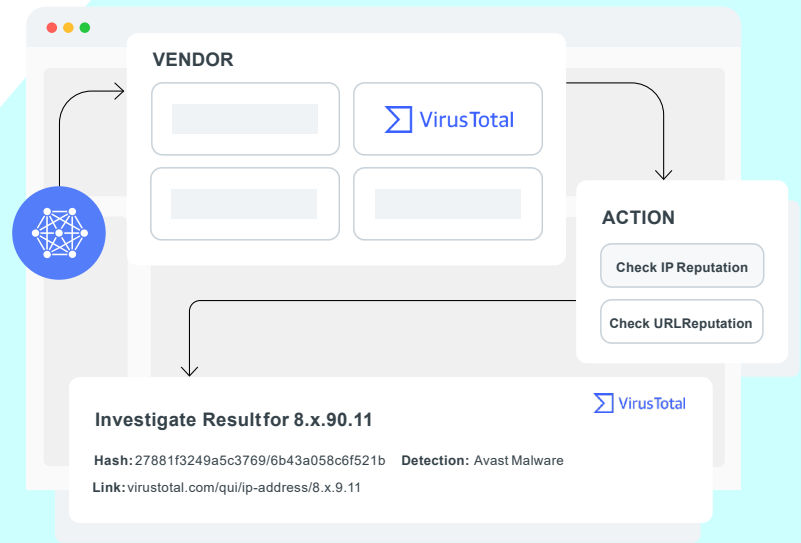 VENDOR
VirusTotal
ACTION
Check IP Reputation
Check URLReputation
VirusTotal
Investigate Resultfor 8.x.90.11
Hash:27881f3249a5c3769/6b43a058c6f521b Detection: Avast Malware
Link:virustotal.com/qui/ip-address/8.x.9.11